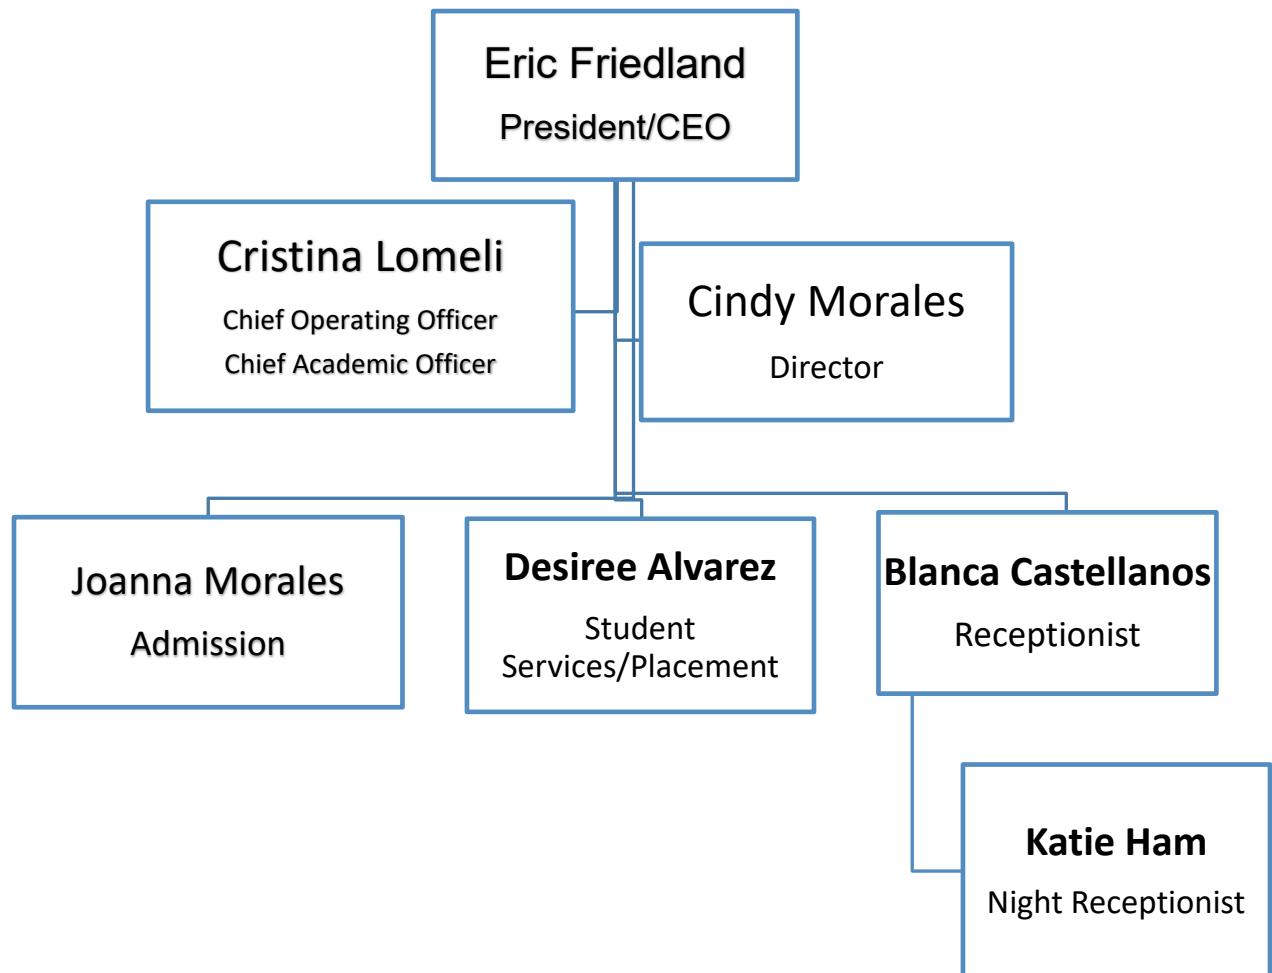 Eric Friedland
President/CEO
Cristina Lomeli
Chief Operating Officer
Chief Academic Officer
Cindy Morales
Director
Joanna Morales
Admission
Desiree Alvarez
Student
Services/Placement
Blanca Castellanos
Receptionist
Katie Ham
Night Receptionist